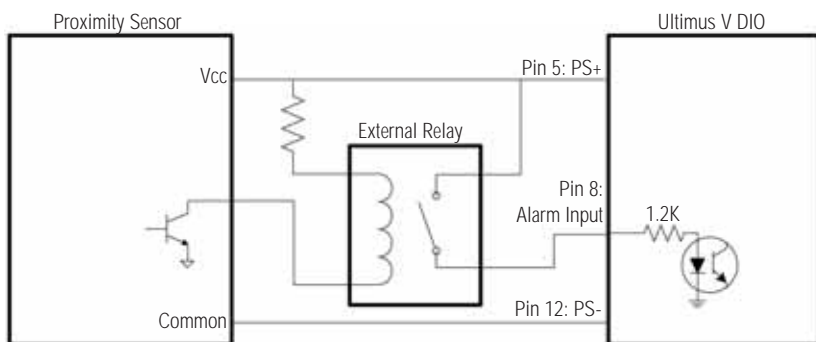 Proximity Sensor
Ultimus V DIO
Vcc
Pin 5: PS+
External Relay
Pin 8:
Alarm Input
1.2K
Common
Pin 12: PS-